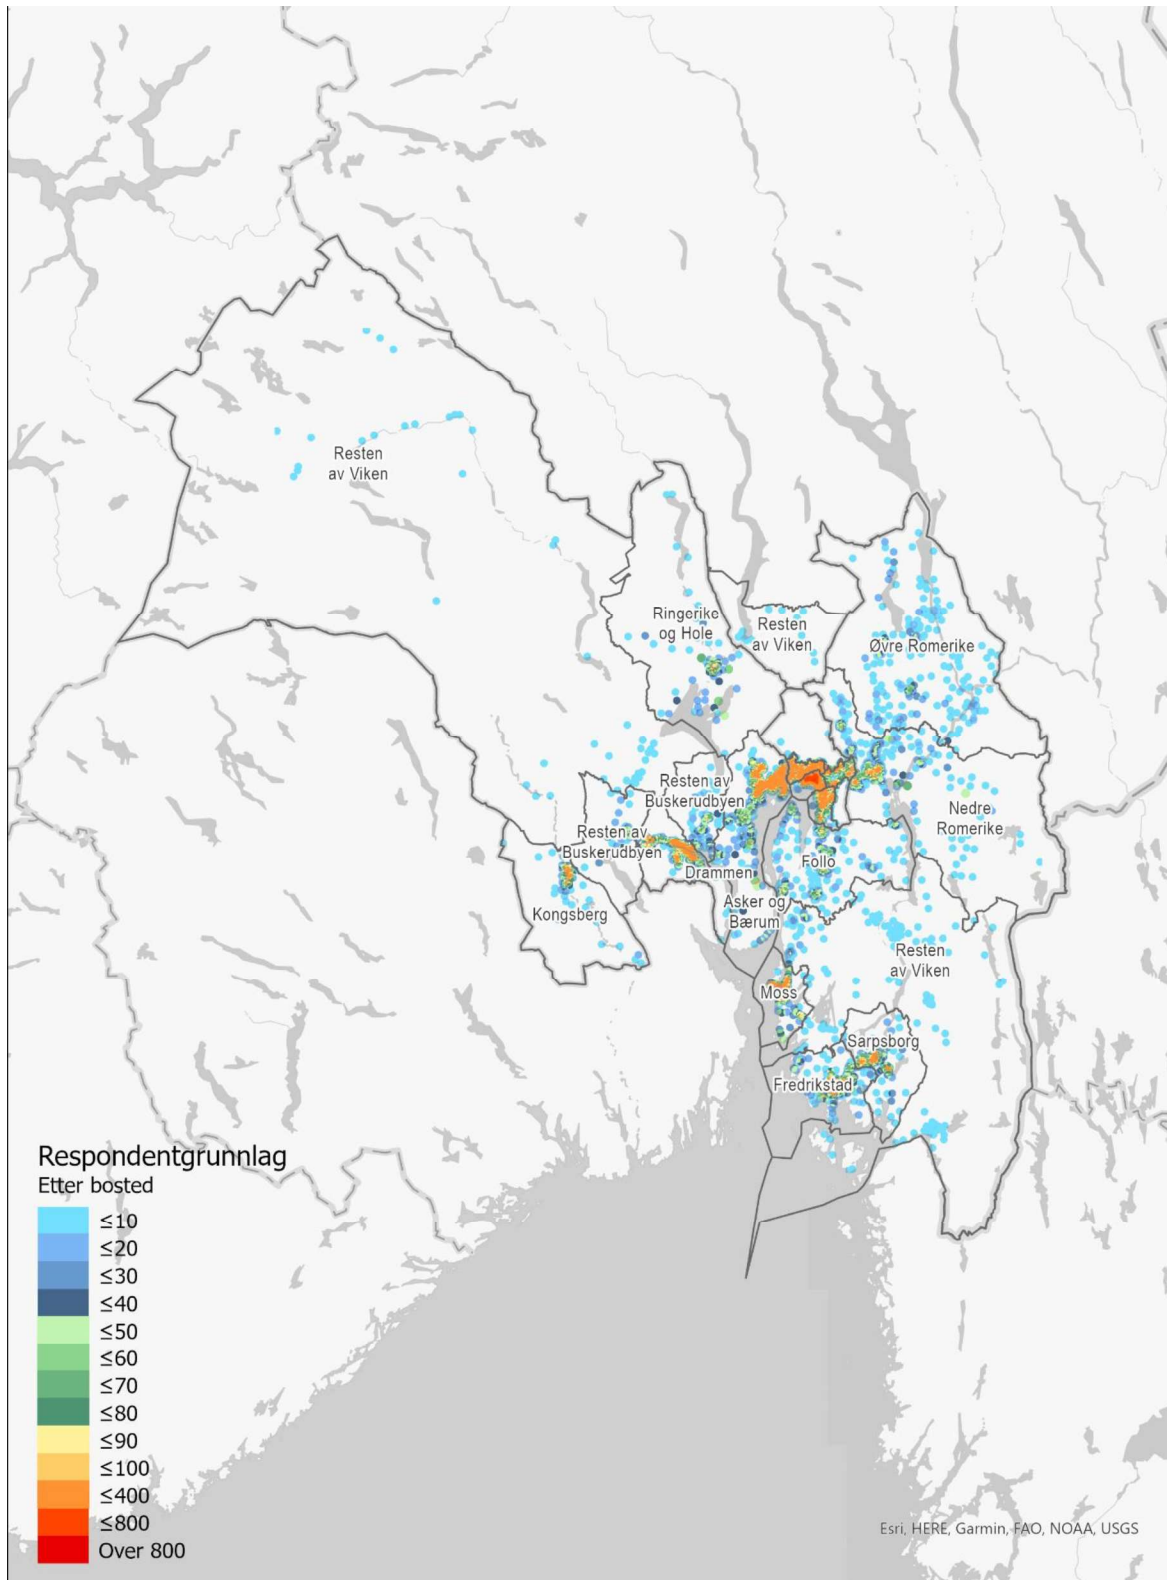 Resten
av Viken
Ringerike
og Hole
Resten
av Viken
Øvre Romerike
Resten av
Buskerudbyen
Nedre
Romerike
Resten av
Buskerudbyen
Follo
Drammen
Asker og
Bærum
Kongsberg
Resten
av Viken
Moss
Sarpsborg
Fredrikstad
Respondentgrunnlag
Etter bosted
≤10
≤20
≤30
≤40
≤50
≤60
≤70
≤80
≤90
≤100
≤400
≤800
Over 800
Esri, HERE, Garmin, FAO, NOAA, USGS